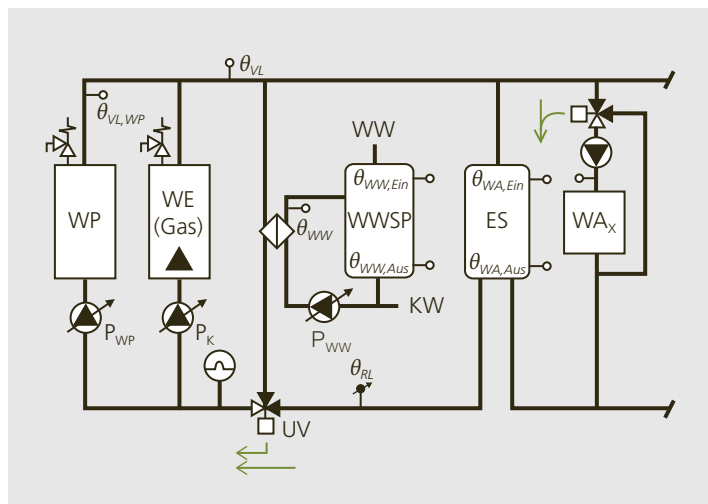 θVL
θVL,WP
WW
WP
WE
(Gas)
θWW,Ein
WWSP
θWW,Aus
θWW
θWA,Ein
ES
θWA,Aus
WAX
KW
PWP
PK
PWW
θRL
UV